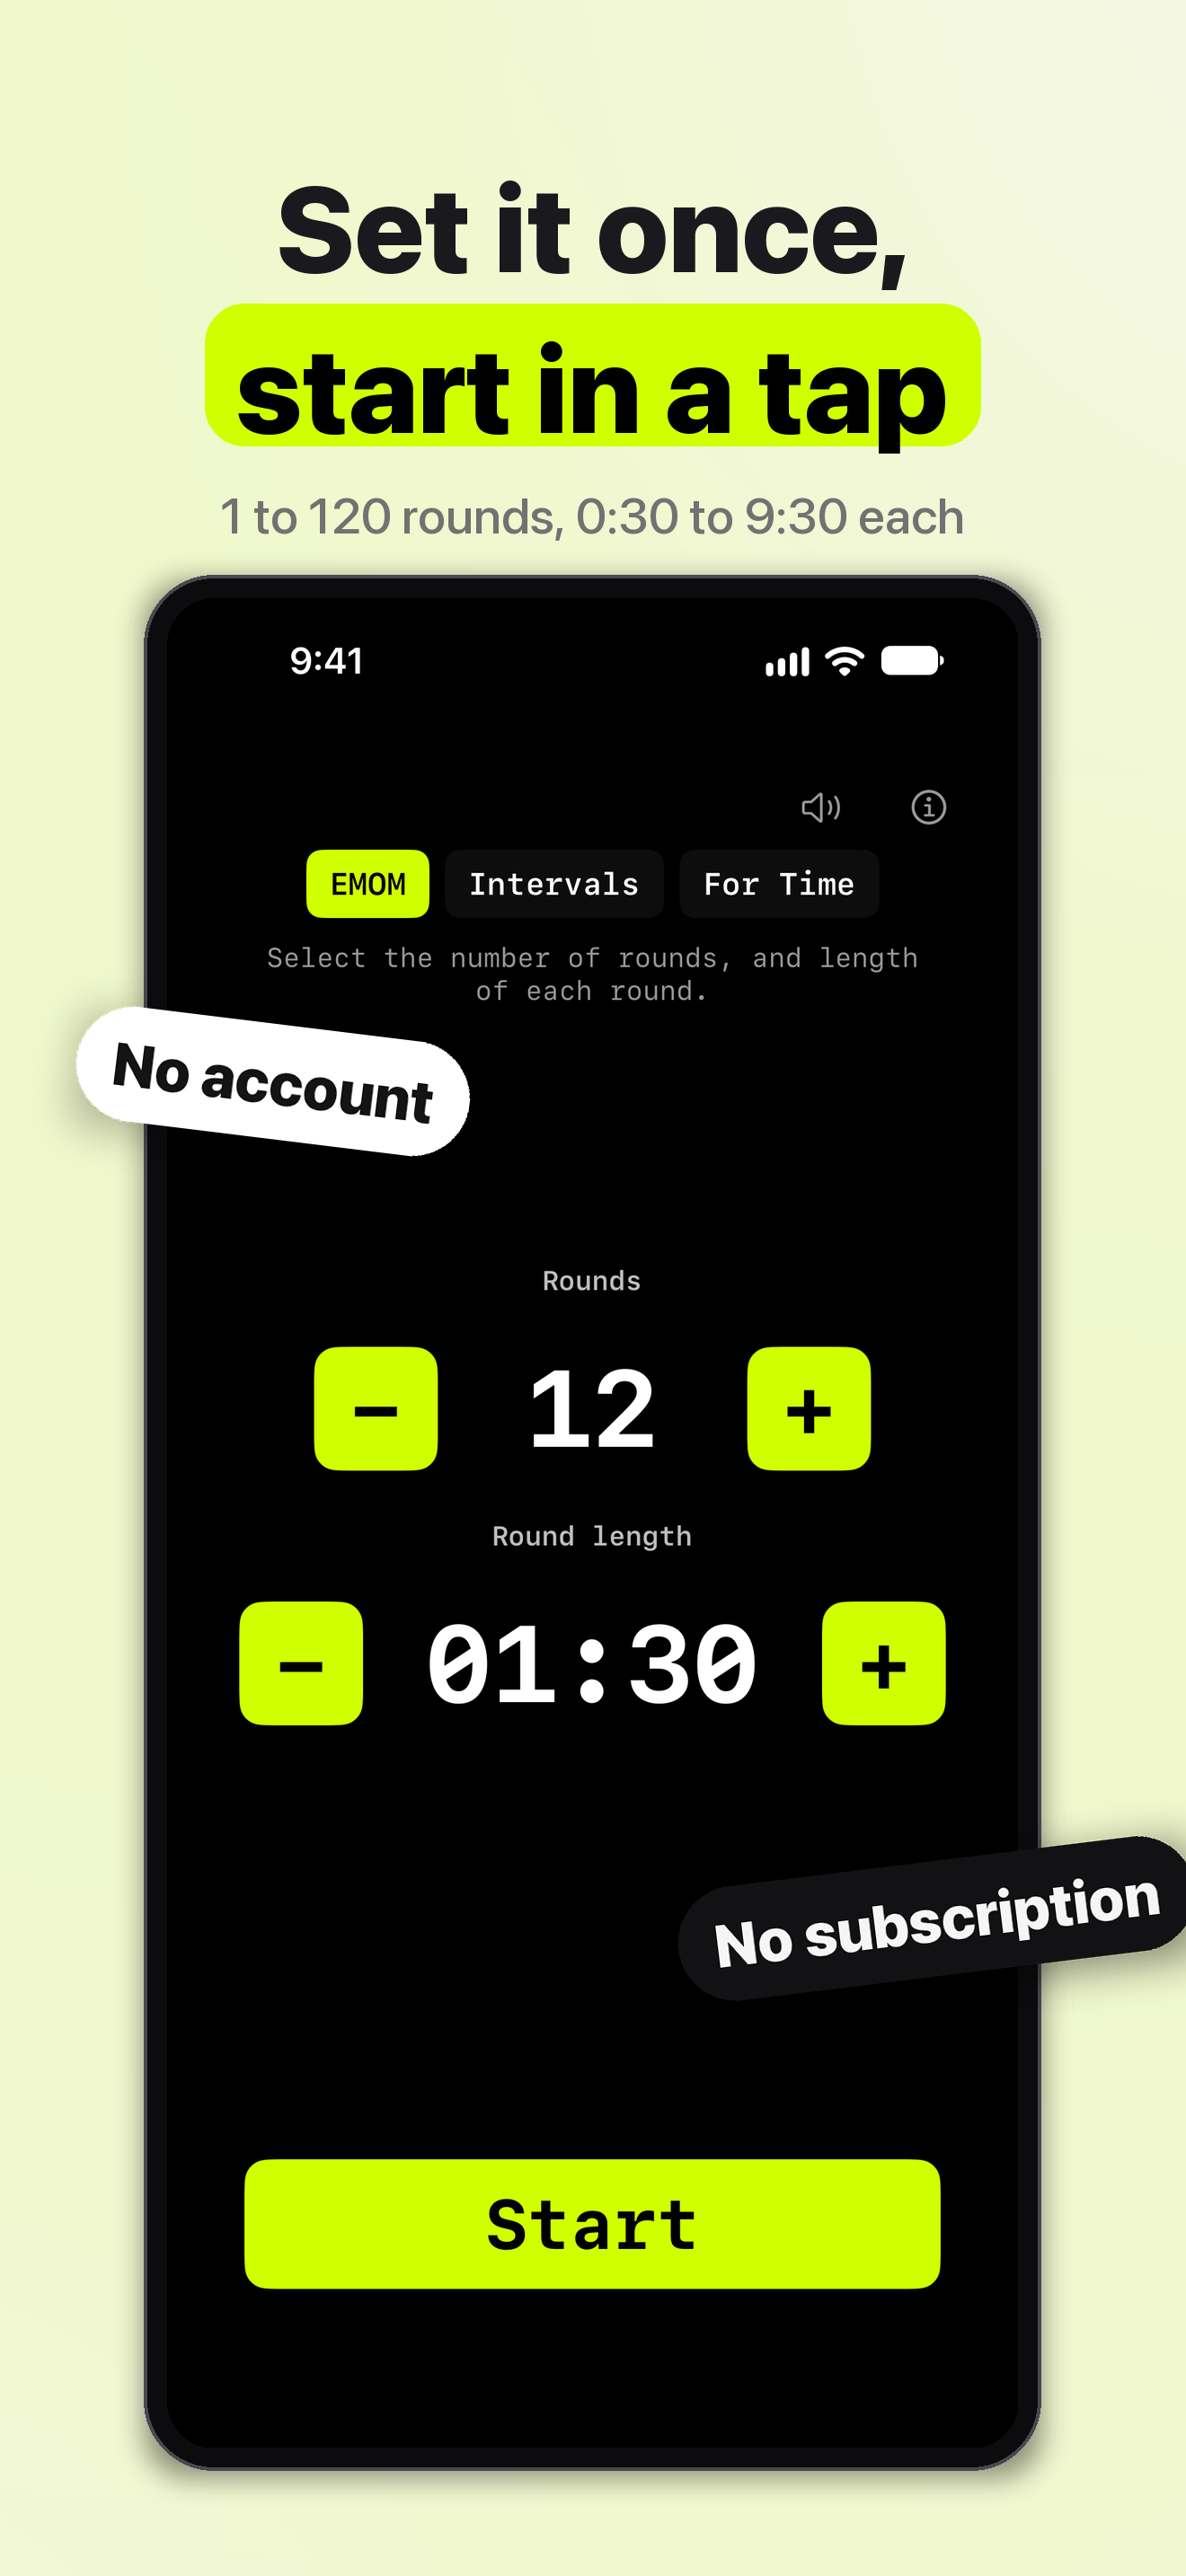 Set it once,
start in a tap
1 to 120 rounds, 0:30 to 9:30 each
9:41
EMOM
Intervals
For Time
Select the number of rounds, and length
of each round.
No account
Rounds
− 12 +
Round length
− 01:30 +
No subscription
Start